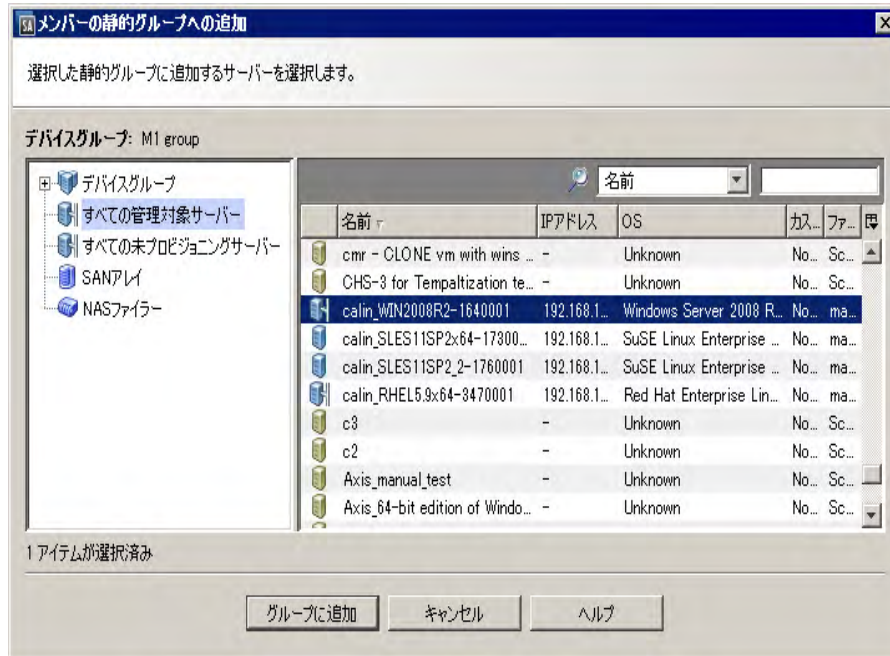 SA メンバーの静的グループへの追加
選択した静的グループに追加するサーバーを選択します。
デバイスグループ: M1 group
デバイスグループ
すべての管理対象サーバー
すべての未プロビジョニングサーバー
SANアレイ
NASファイラー
名前
名前 IPアドレス OS カス... ファ...
cmr - CLONE vm with wins ... - Unknown No... Sc...
CHS-3 for Tempaltization te... - Unknown No... Sc...
calin_WIN2008R2-1640001 192.168.1... Windows Server 2008 R... No... ma...
calin_SLES11SP2x64-17300... 192.168.1... SuSE Linux Enterprise ... No... ma...
calin_SLES11SP2_2-1760001 192.168.1... SuSE Linux Enterprise ... No... ma...
calin_RHEL5.9x64-3470001 192.168.1... Red Hat Enterprise Lin... No... ma...
c3 - Unknown No... Sc...
c2 - Unknown No... Sc...
Axis_manual_test - Unknown No... Sc...
Axis_64-bit edition of Windo... - Unknown No... Sc...
1 アイテムが選択済み
グループに追加 キャンセル ヘルプ